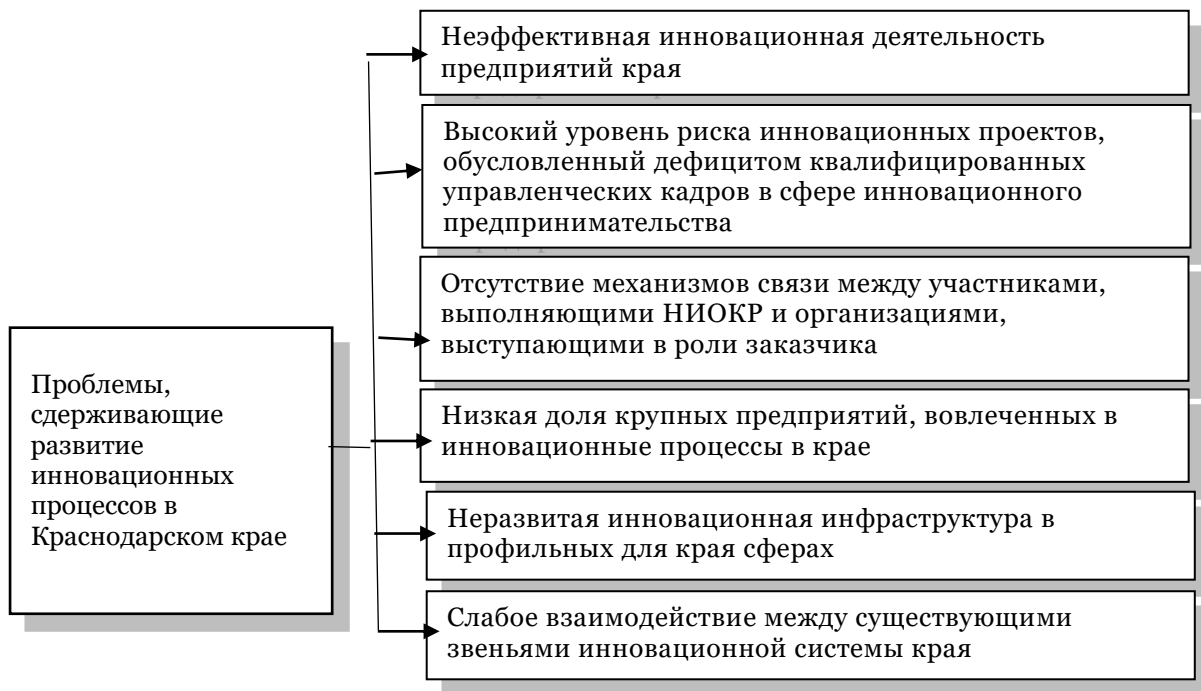 Неэффективная инновационная деятельность
предприятий края
Высокий уровень риска инновационных проектов,
обусловленный дефицитом квалифицированных
управленческих кадров в сфере инновационного
предпринимательства
Отсутствие механизмов связи между участниками,
выполняющими НИОКР и организациями,
выступающими в роли заказчика
Проблемы,
сдерживающие
развитие
инновационных
процессов в
Краснодарском крае
Низкая доля крупных предприятий, вовлеченных в
инновационные процессы в крае
Неразвитая инновационная инфраструктура в
профильных для края сферах
Слабое взаимодействие между существующими
звеньями инновационной системы края